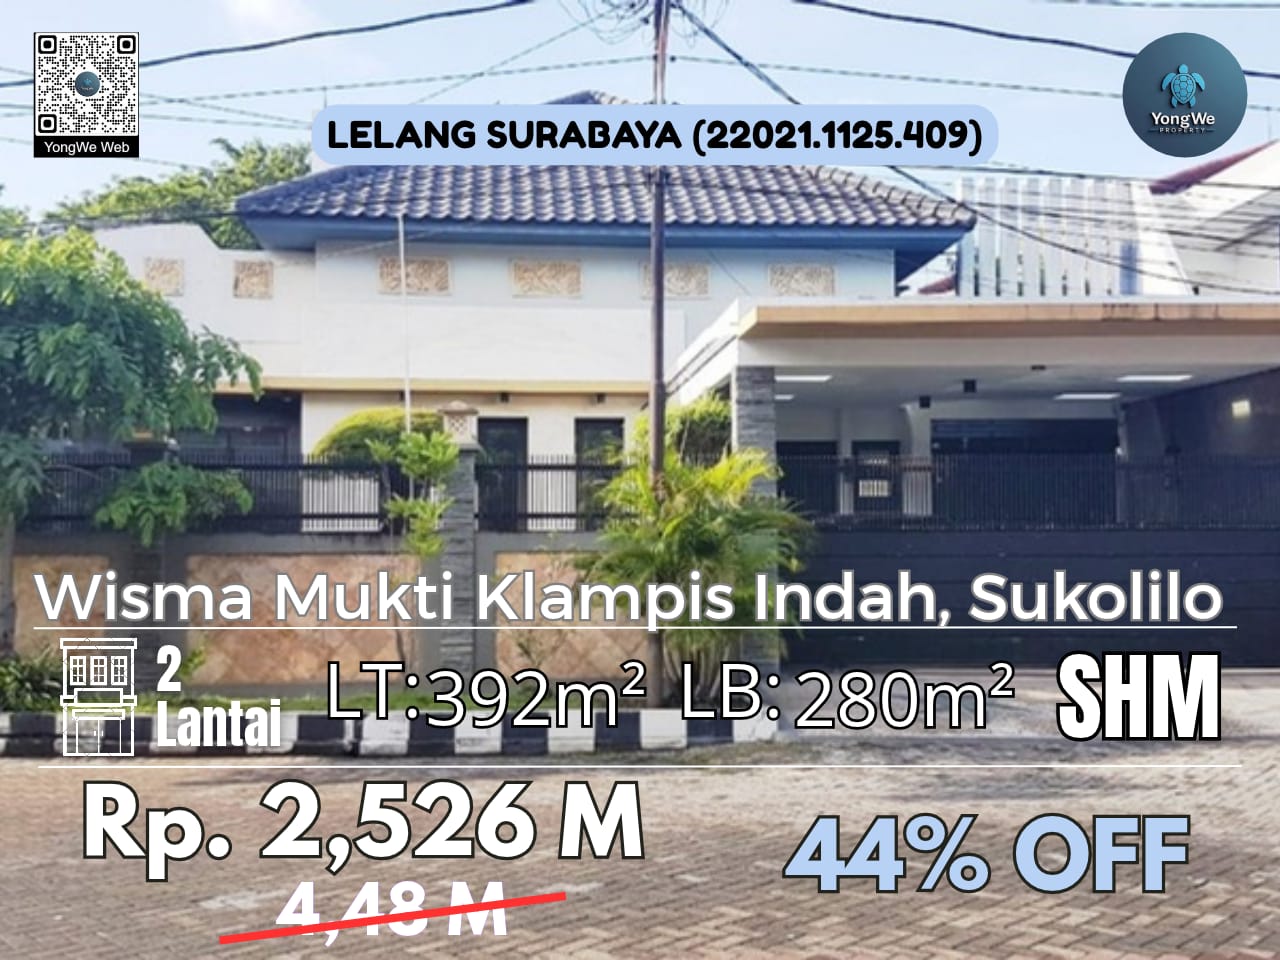 YongWe Web
LELANG SURABAYA (22021.1125.409)
YongWe
PROPERTY
Wisma Mukti Klampis Indah, Sukolilo
2
Lantai
LT: 392m² LB: 280m² SHM
Rp. 2,526 M
4,48 M
44% OFF